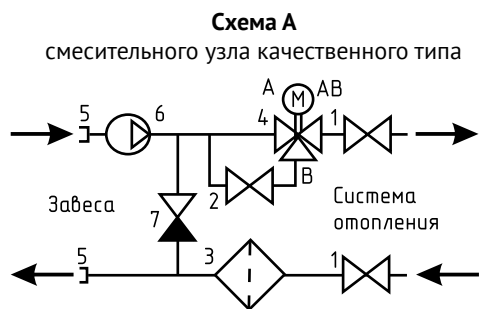 Схема А
смесительного узла качественного типа
А М АВ
5 6 4 1
2 В
Завеса 7 Система
отопления
5 3 1